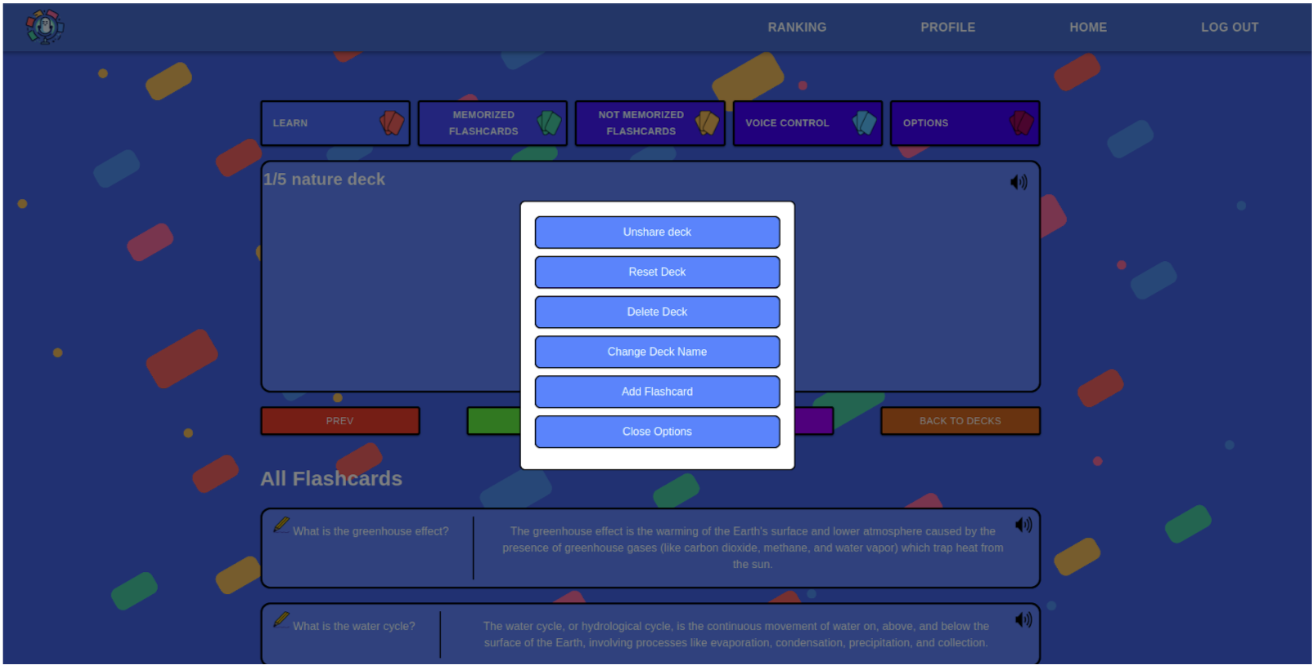 RANKING
PROFILE
HOME
LOG OUT
LEARN
MEMORIZED
FLASHCARDS
NOT MEMORIZED
FLASHCARDS
VOICE CONTROL
OPTIONS
1/5 nature deck
Unshare deck
Reset Deck
Delete Deck
Change Deck Name
Add Flashcard
Close Options
PREV
BACK TO DECKS
All Flashcards
What is the greenhouse effect?
The greenhouse effect is the warming of the Earth's surface and lower atmosphere caused by the
presence of greenhouse gases (like carbon dioxide, methane, and water vapor) which trap heat from
the sun.
What is the water cycle?
The water cycle, or hydrological cycle, is the continuous movement of water on, above, and below the
surface of the Earth, involving processes like evaporation, condensation, precipitation, and collection.